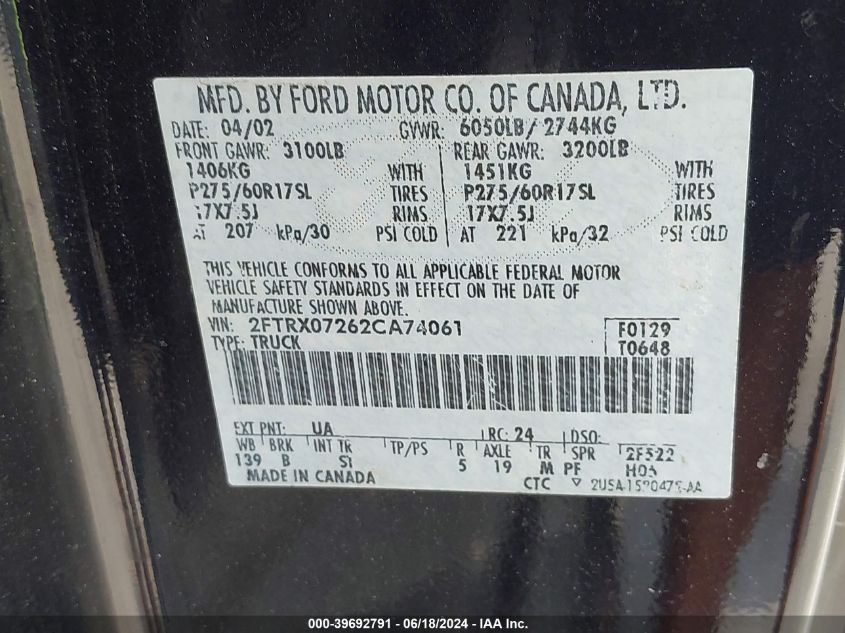 MFD. BY FORD MOTOR CO. OF CANADA, LTD.
DATE: 04/02 GVWR: 6050LB/ 2744KG
FRONT GAWR: 3100LB REAR GAWR: 3200LB
1406KG WITH 1451KG WITH
P275/60R17SL TIRES P275/60R17SL TIRES
17X7.5J RIMS 17X7.5J RIMS
AT 207 kPa/30 PSI COLD AT 221 kPa/32 PSI COLD
THIS VEHICLE CONFORMS TO ALL APPLICABLE FEDERAL MOTOR
VEHICLE SAFETY STANDARDS IN EFFECT ON THE DATE OF
MANUFACTURE SHOWN ABOVE.
VIN: 2FTRX07262CA74061 F0129
TYPE: TRUCK T0648
EXT PNT: UA RC: 24 DSO:
WB BRK INT TR TP/PS R AXLE TR SPR 2F522
139 B 5 19 M PF
MADE IN CANADA CTC
000-39692791 - 06/18/2024 - IAA Inc.